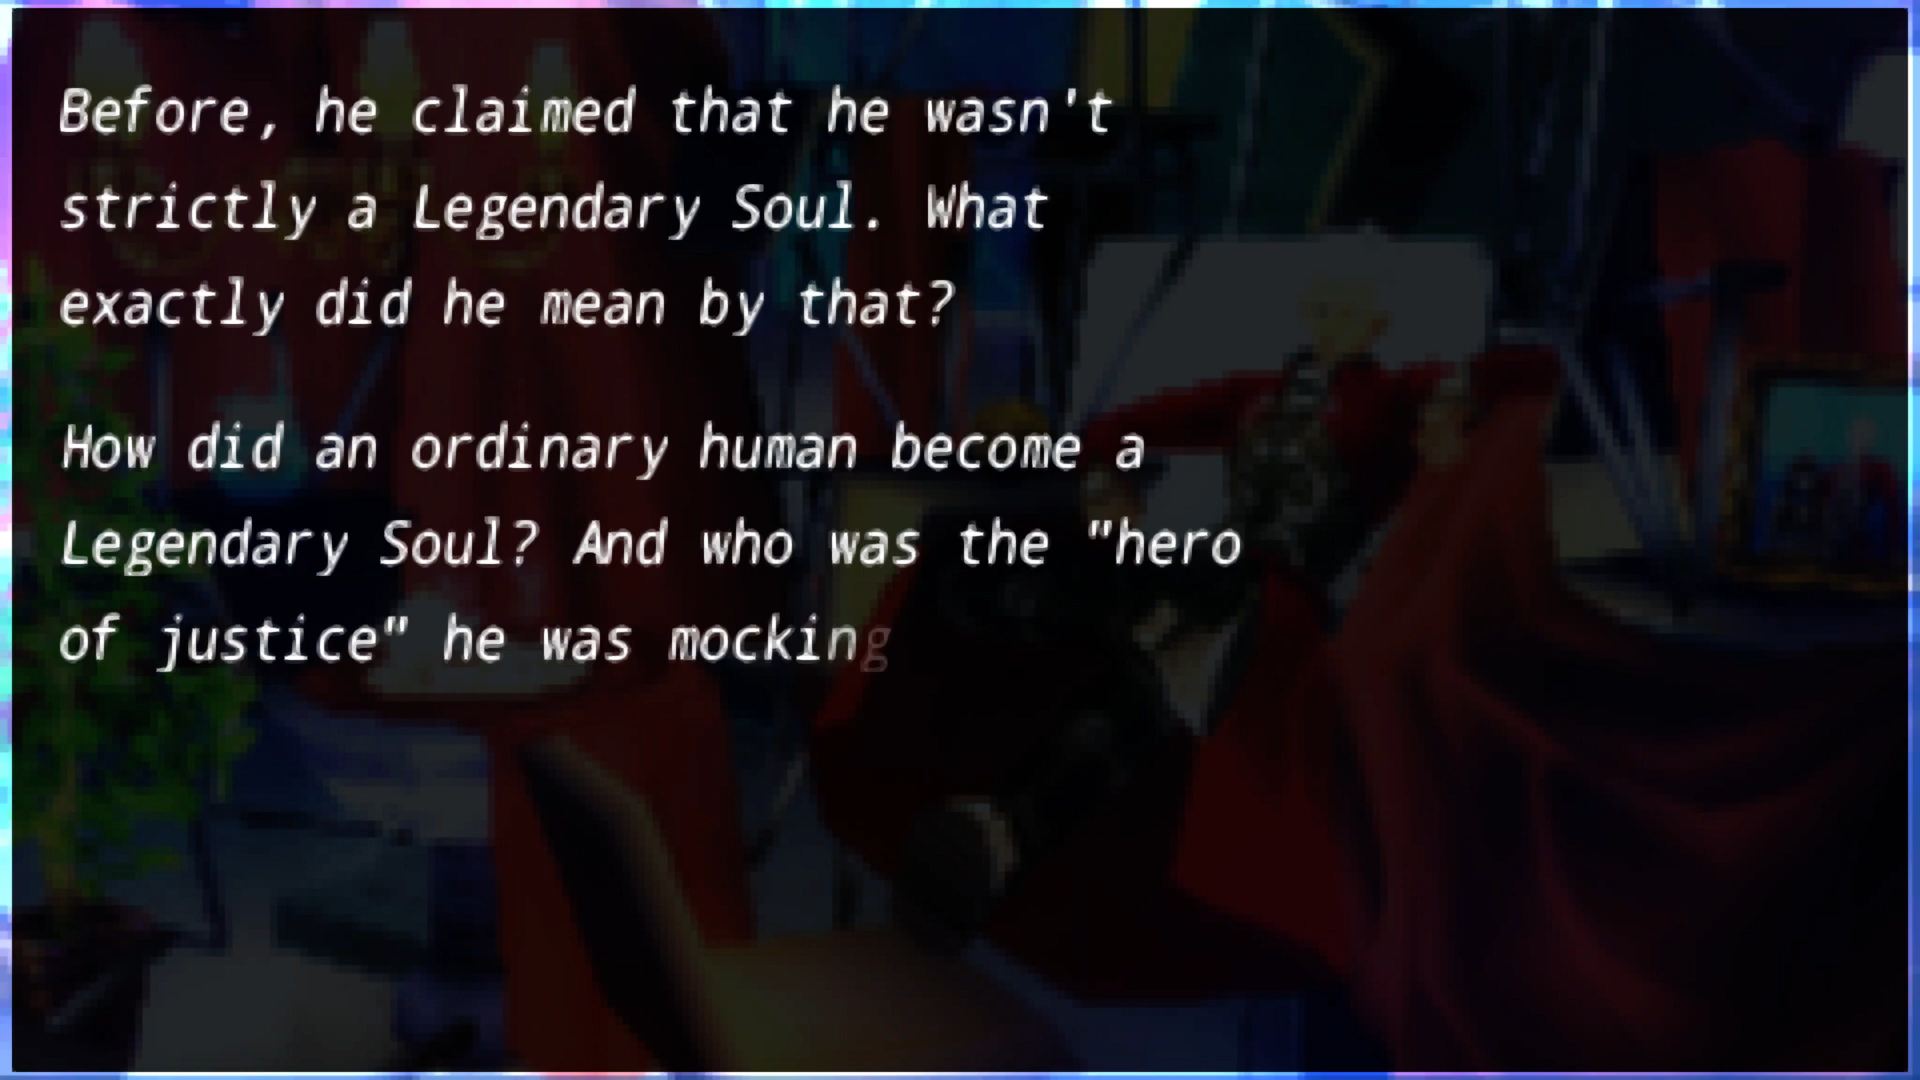 Before, he claimed that he wasn't
strictly a Legendary Soul. What
exactly did he mean by that?
How did an ordinary human become a
Legendary Soul? And who was the "hero
of justice" he was mocking